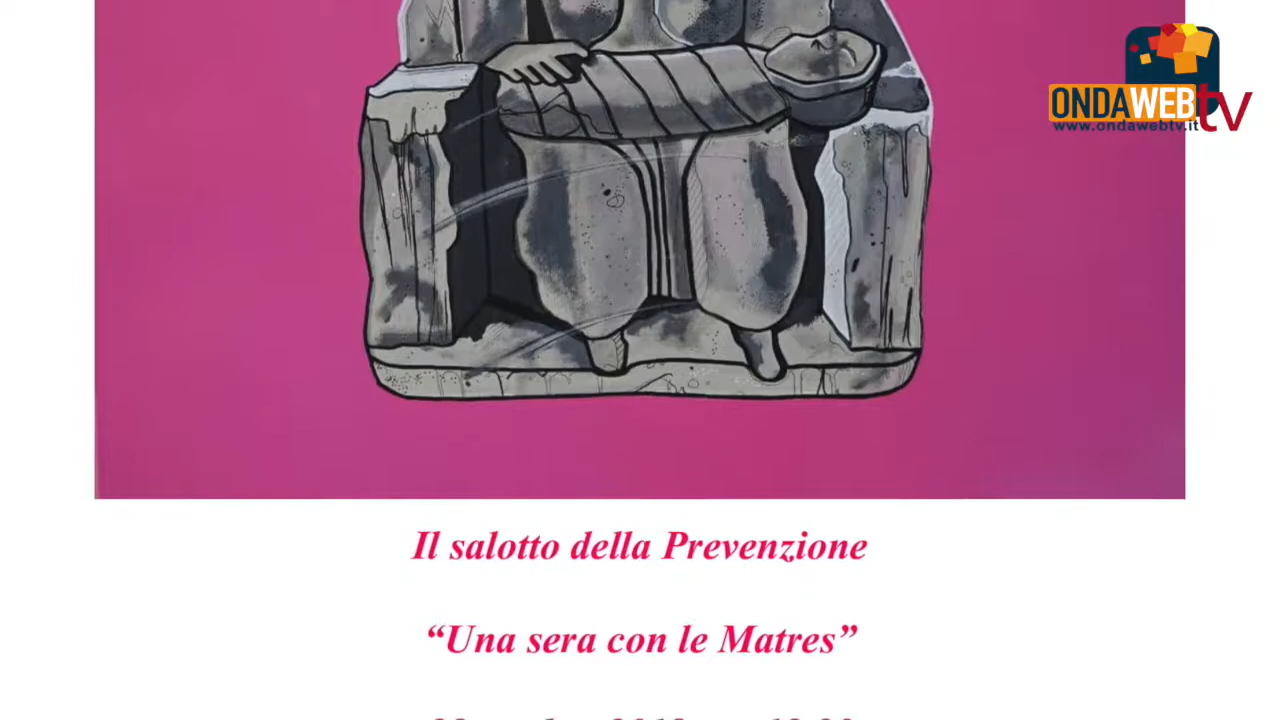 ONDAWEB tv
www.ondawebtv.it
Il salotto della Prevenzione
“Una sera con le Matres”